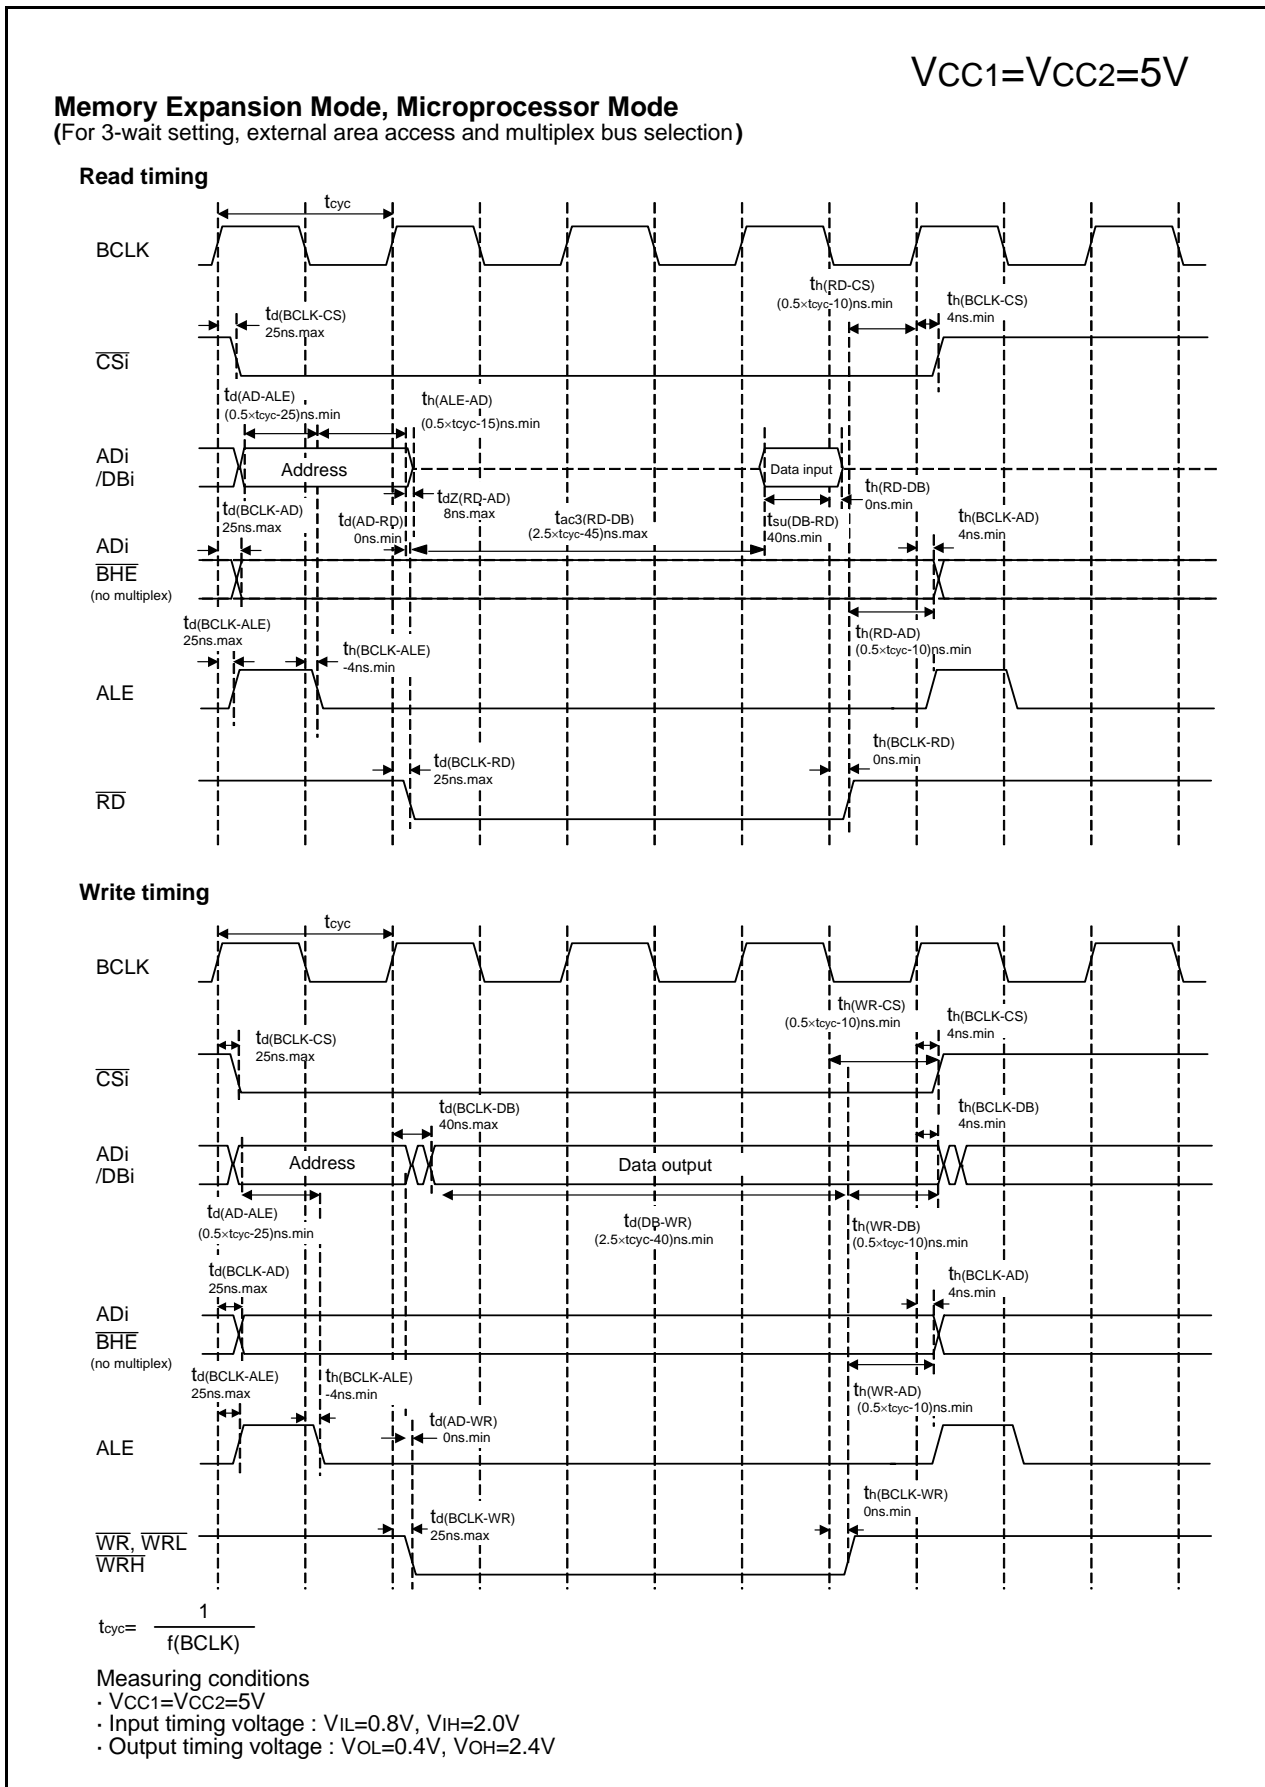 VCC1=VCC2=5V
Memory Expansion Mode, Microprocessor Mode
(For 3-wait setting, external area access and multiplex bus selection)
Read timing
tcyc
BCLK
th(RD-CS)
(0.5×tcyc-10)ns.min
th(BCLK-CS)
4ns.min
td(BCLK-CS)
25ns.max
CSi
td(AD-ALE)
(0.5×tcyc-25)ns.min
th(ALE-AD)
(0.5×tcyc-15)ns.min
ADi
/DBi
Address
Data input
th(RD-DB)
0ns.min
tdZ(RD-AD)
8ns.max
td(BCLK-AD)
25ns.max
td(AD-RD)
0ns.min
tac3(RD-DB)
(2.5×tcyc-45)ns.max
tsu(DB-RD)
40ns.min
th(BCLK-AD)
4ns.min
ADi
BHE
(no multiplex)
td(BCLK-ALE)
25ns.max
th(BCLK-ALE)
-4ns.min
th(RD-AD)
(0.5×tcyc-10)ns.min
ALE
td(BCLK-RD)
25ns.max
th(BCLK-RD)
0ns.min
RD
Write timing
tcyc
BCLK
th(WR-CS)
(0.5×tcyc-10)ns.min
th(BCLK-CS)
4ns.min
td(BCLK-CS)
25ns.max
CSi
td(BCLK-DB)
40ns.max
th(BCLK-DB)
4ns.min
ADi
/DBi
Address
Data output
td(AD-ALE)
(0.5×tcyc-25)ns.min
td(DB-WR)
(2.5×tcyc-40)ns.min
th(WR-DB)
(0.5×tcyc-10)ns.min
td(BCLK-AD)
25ns.max
th(BCLK-AD)
4ns.min
ADi
BHE
(no multiplex)
td(BCLK-ALE)
25ns.max
th(BCLK-ALE)
-4ns.min
th(WR-AD)
(0.5×tcyc-10)ns.min
td(AD-WR)
0ns.min
ALE
td(BCLK-WR)
25ns.max
th(BCLK-WR)
0ns.min
WR, WRL
WRH
tcyc= 1
f(BCLK)
Measuring conditions
· VCC1=VCC2=5V
· Input timing voltage : VIL=0.8V, VIH=2.0V
· Output timing voltage : VOL=0.4V, VOH=2.4V